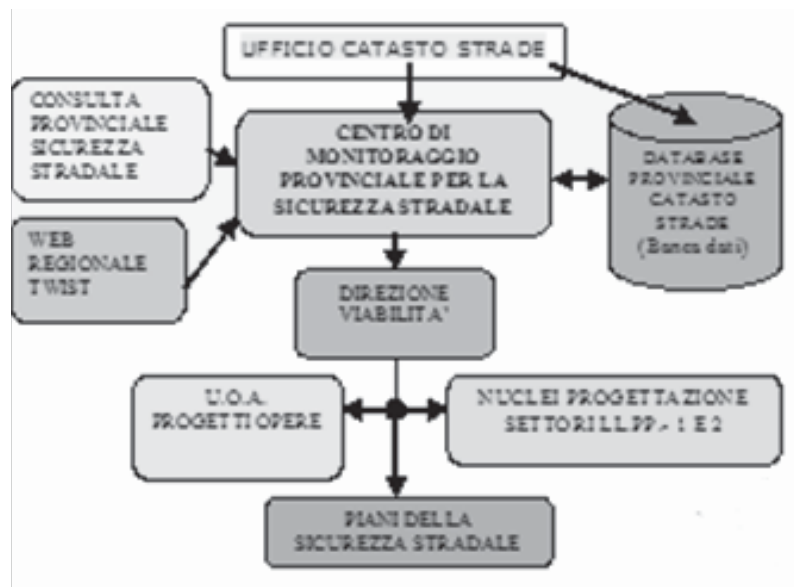 UFFICIO CATASTO STRADE
CONSULTA
PROVINCIALE
SICUREZZA
STRADALE
CENTRO DI
MONITORAGGIO
PROVINCIALE PER LA
SICUREZZA STRADALE
DATABASE
PROVINCIALE
CATASTO
STRADE
(Banca dati)
WEB
REGIONALE
TWIST
DIREZIONE
VIABILITA'
U.O.A.
PROGETTI OPERE
NUCLEI PROGETTAZIONE
SETTORI LL.PP.- 1 E 2
PIANI DELLA
SICUREZZA STRADALE